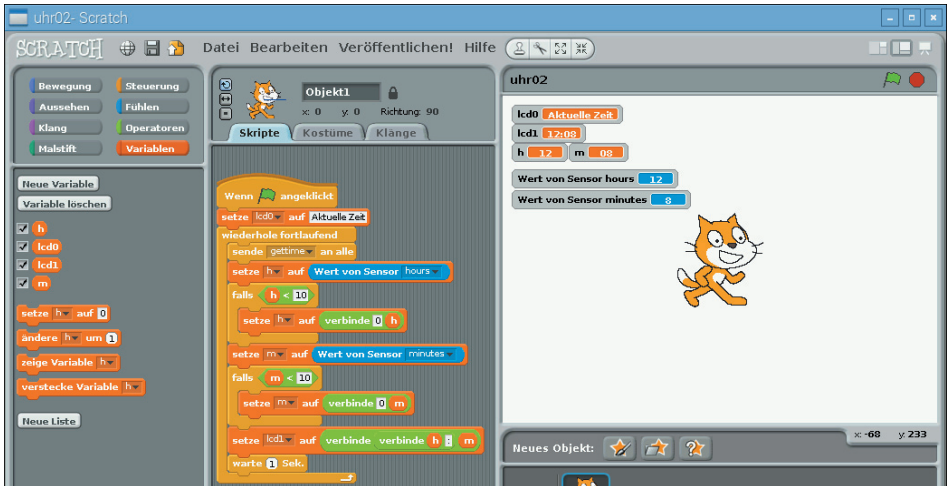 uhr02- Scratch
SCRATCH Datei Bearbeiten Veröffentlichen! Hilfe
Bewegung Steuerung
Aussehen Fühlen
Klang Operatoren
Malstift Variablen
Neue Variable
Variable löschen
h
lcd0
lcd1
m
setze h auf 0
ändere h um 1
zeige Variable h
verstecke Variable h
Neue Liste
Objekt1
x: 0 y: 0 Richtung: 90
Skripte Kostüme Klänge
Wenn angeklickt
setze lcd0 auf Aktuelle Zeit
wiederhole fortlaufend
sende gettime an alle
setze h auf Wert von Sensor hours
falls h < 10
setze h auf verbinde 0 h
setze m auf Wert von Sensor minutes
falls m < 10
setze m auf verbinde 0 m
setze lcd1 auf verbinde verbinde h : m
warte 1 Sek.
uhr02
lcd0 Aktuelle Zeit
lcd1 12:08
h 12 m 08
Wert von Sensor hours 12
Wert von Sensor minutes 8
x: -68 y: 233
Neues Objekt: